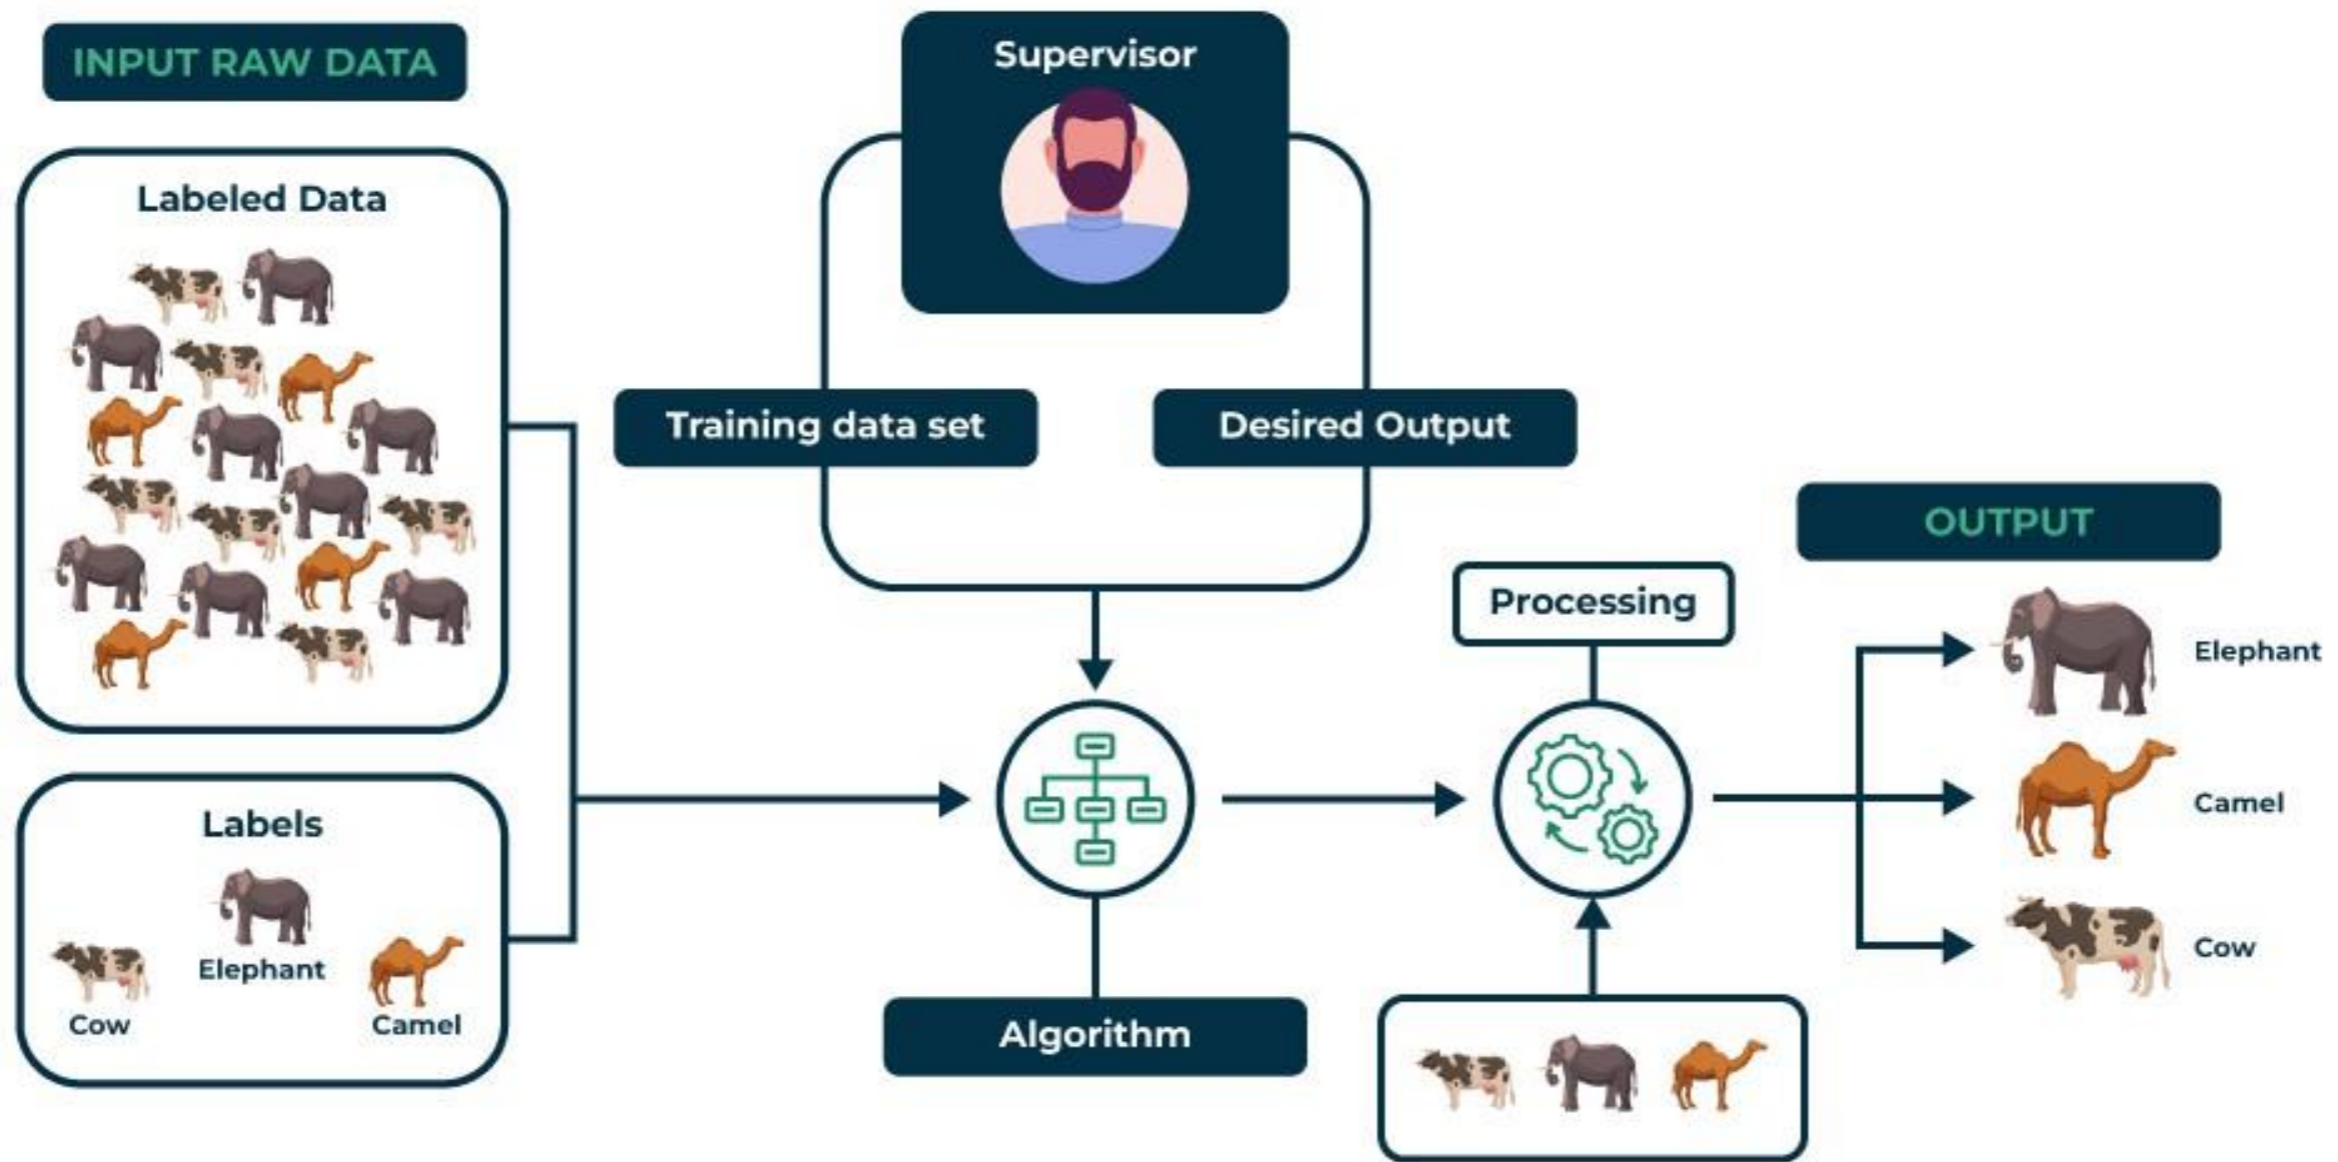 INPUT RAW DATA
Labeled Data
Labels
Elephant
Cow
Camel
Supervisor
Training data set
Desired Output
Algorithm
Processing
OUTPUT
Elephant
Camel
Cow